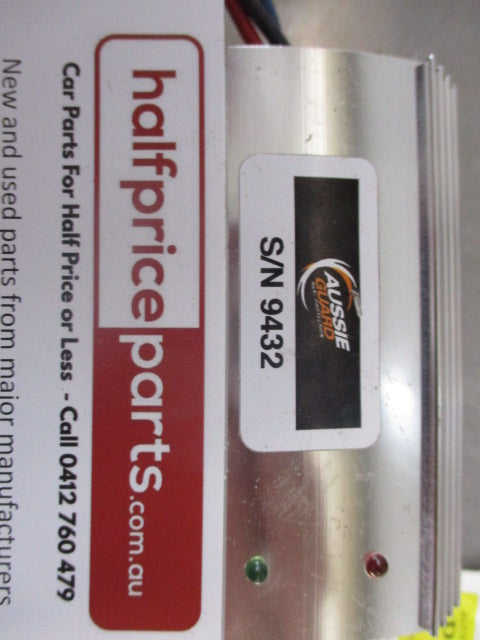 halfpriceparts.com.au
Car Parts For Half Price or Less - Call 0412 760 479
New and used parts from major manufacturers
AUSSIE
GUARD
S/N 9432